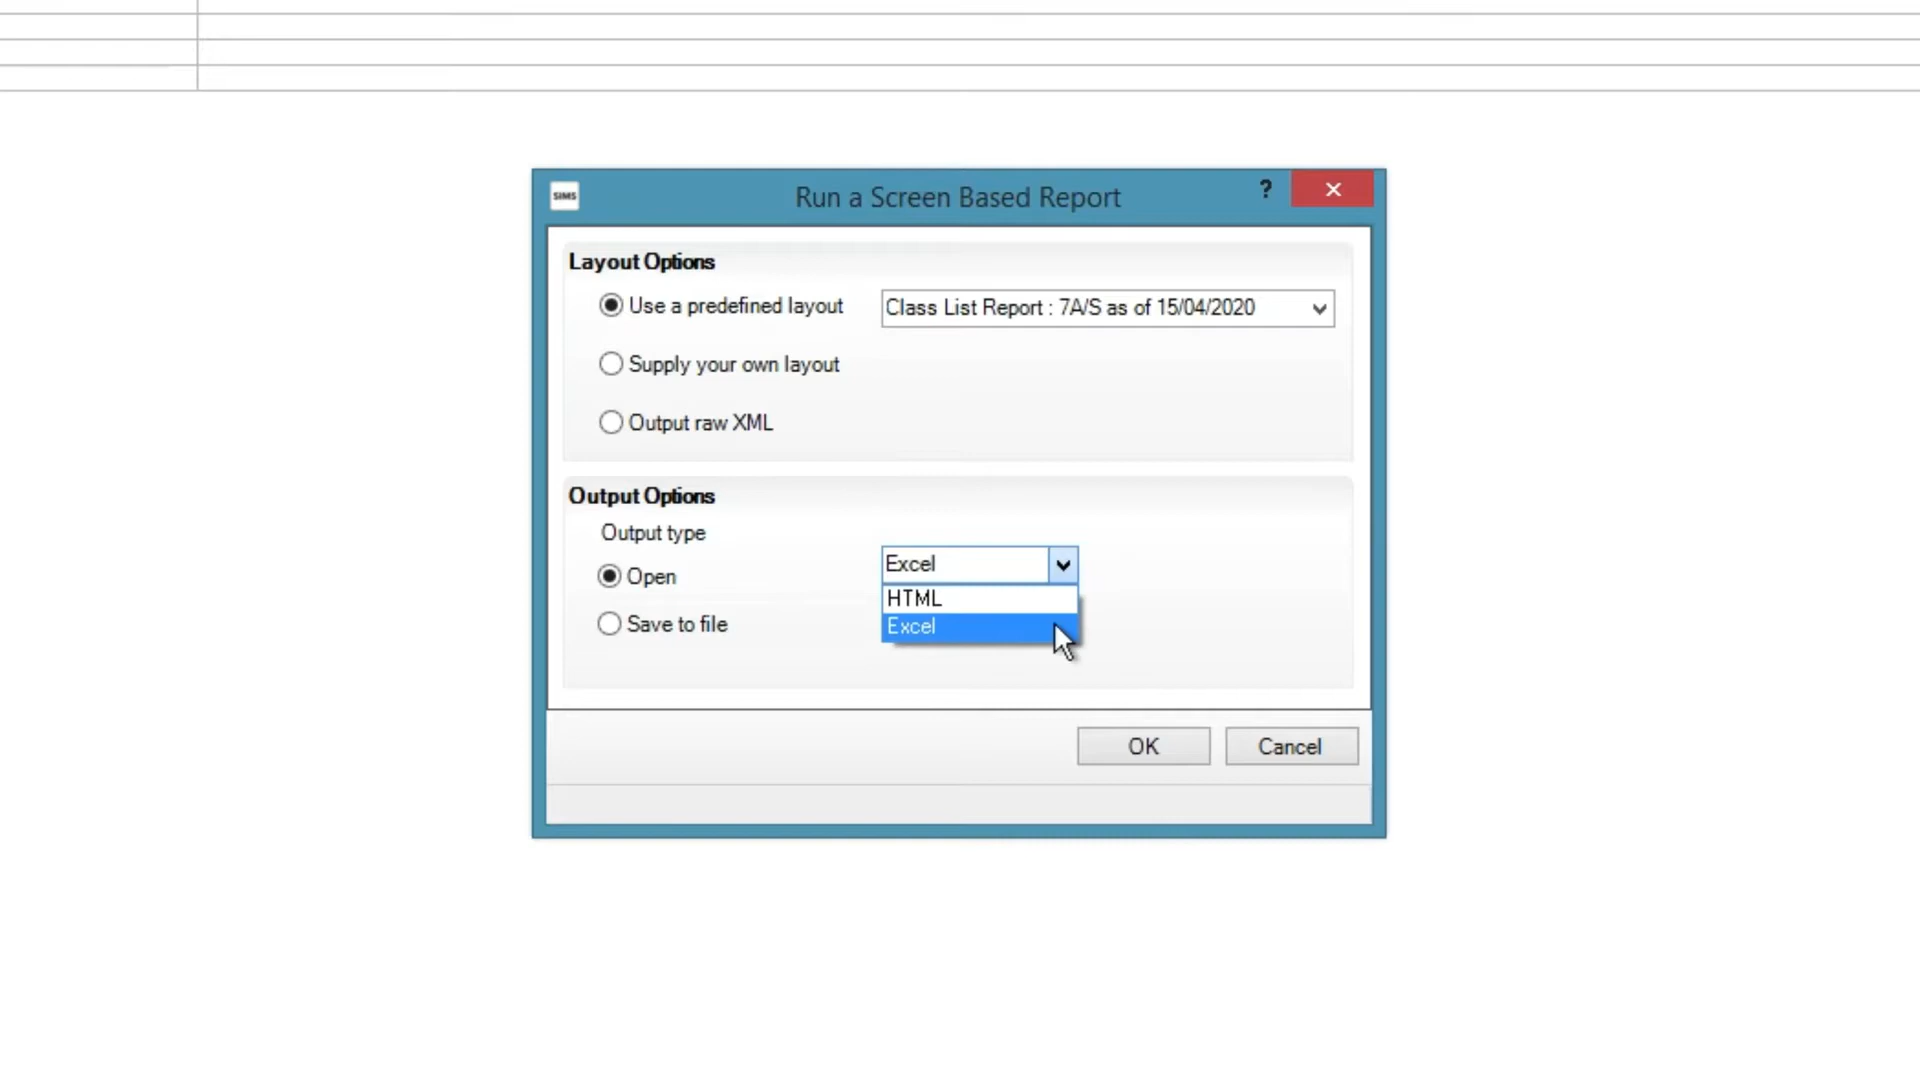 SIMS
Run a Screen Based Report
?
Layout Options
Use a predefined layout
Class List Report : 7A/S as of 15/04/2020
Supply your own layout
Output raw XML
Output Options
Output type
Open
Excel
HTML
Excel
Save to file
OK
Cancel